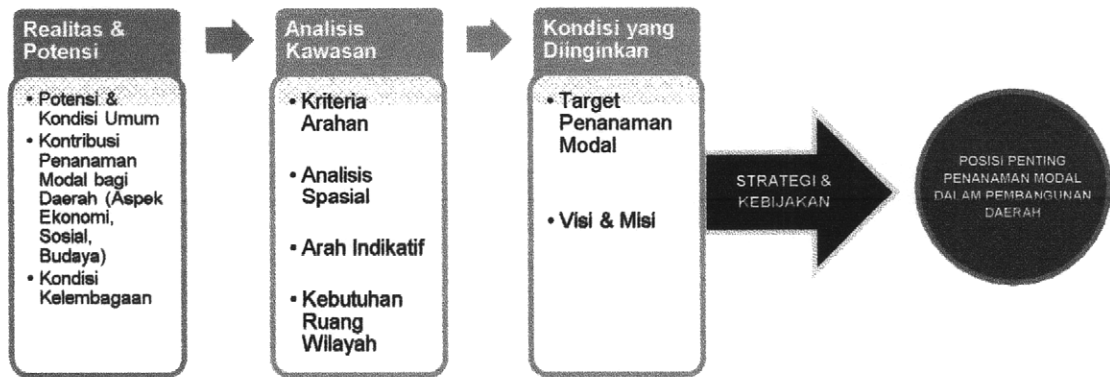 Realitas &
Potensi
• Potensi &
Kondisi Umum
• Kontribusi
Penanaman
Modal bagi
Daerah (Aspek
Ekonomi,
Sosial,
Budaya)
• Kondisi
Kelembagaan
Analisis
Kawasan
• Kriteria
Arahan
• Analisis
Spasial
• Arah Indikatif
• Kebutuhan
Ruang
Wilayah
Kondisi yang
Diinginkan
• Target
Penanaman
Modal
• Visi & Misi
STRATEGI &
KEBIJAKAN
POSISI PENTING
PENANAMAN MODAL
DALAM PEMBANGUNAN
DAERAH